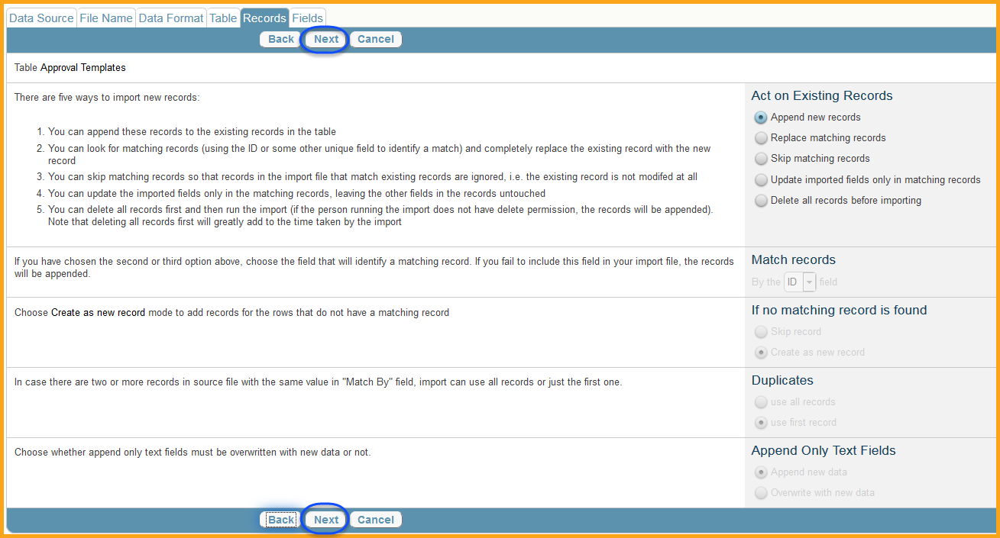 Data Source File Name Data Format Table Records Fields
Back Next Cancel
Table Approval Templates
There are five ways to import new records:
1. You can append these records to the existing records in the table
2. You can look for matching records (using the ID or some other unique field to identify a match) and completely replace the existing record with the new
record
3. You can skip matching records so that records in the import file that match existing records are ignored, i.e. the existing record is not modifed at all
4. You can update the imported fields only in the matching records, leaving the other fields in the records untouched
5. You can delete all records first and then run the import (if the person running the import does not have delete permission, the records will be appended).
Note that deleting all records first will greatly add to the time taken by the import
Act on Existing Records
Append new records
Replace matching records
Skip matching records
Update imported fields only in matching records
Delete all records before importing
If you have chosen the second or third option above, choose the field that will identify a matching record. If you fail to include this field in your import file, the records
will be appended.
Match records
By the ID field
Choose Create as new record mode to add records for the rows that do not have a matching record
If no matching record is found
Skip record
Create as new record
In case there are two or more records in source file with the same value in "Match By" field, import can use all records or just the first one.
Duplicates
use all records
use first record
Choose whether append only text fields must be overwritten with new data or not.
Append Only Text Fields
Append new data
Overwrite with new data
Back Next Cancel